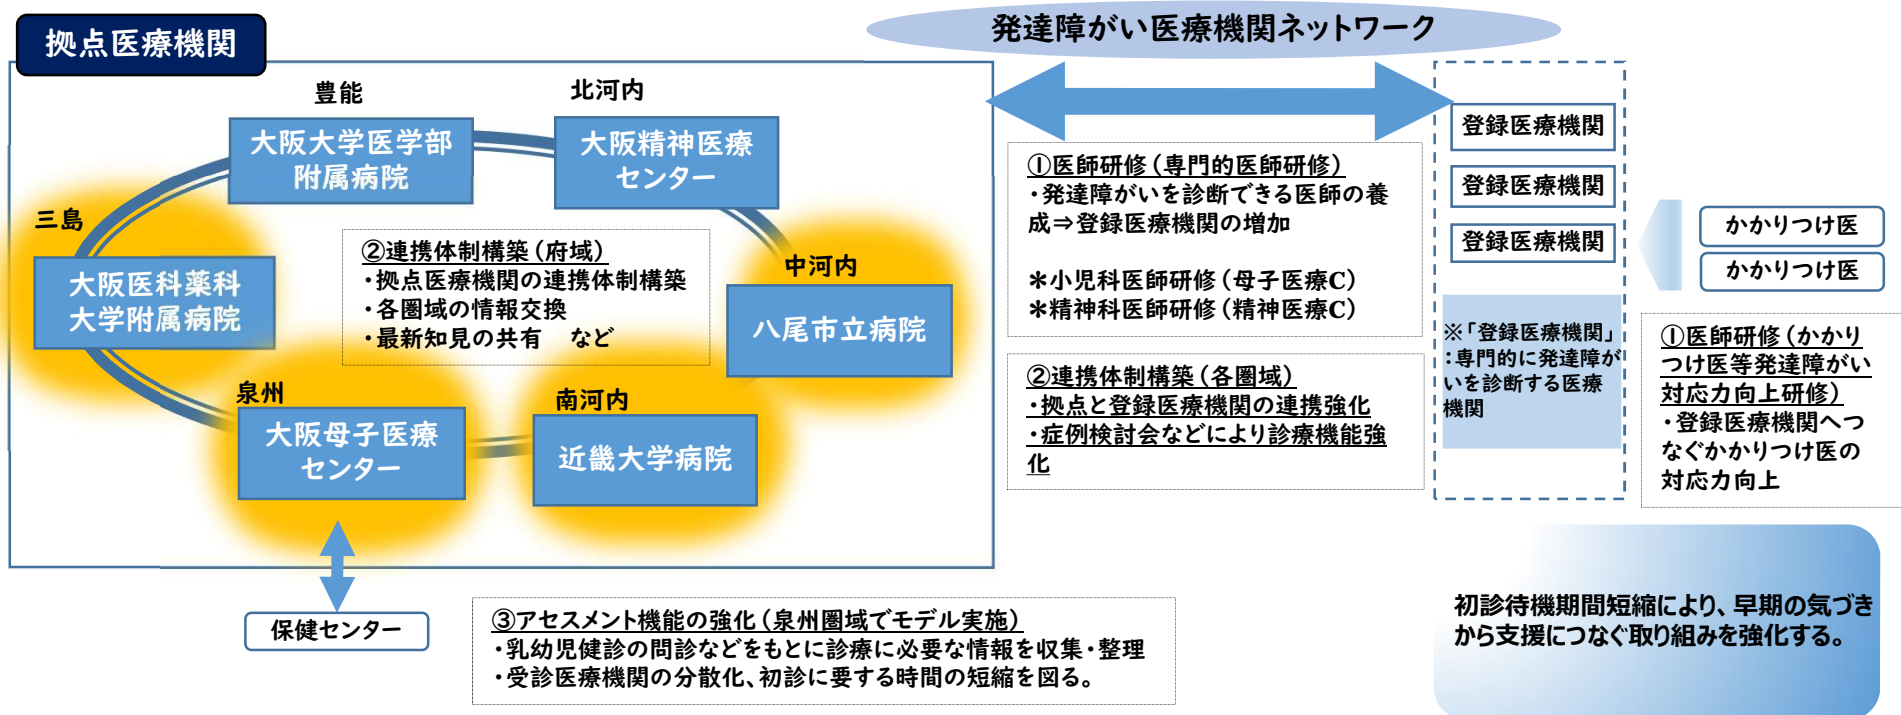 拠点医療機関
発達障がい医療機関ネットワーク
豊能
大阪大学医学部
附属病院
北河内
大阪精神医療
センター
三島
大阪医科薬科
大学附属病院
②連携体制構築（府域）
・拠点医療機関の連携体制構築
・各圏域の情報交換
・最新知見の共有　など
中河内
八尾市立病院
泉州
大阪母子医療
センター
南河内
近畿大学病院
保健センター
③アセスメント機能の強化（泉州圏域でモデル実施）
・乳幼児健診の問診などをもとに診療に必要な情報を収集・整理
・受診医療機関の分散化、初診に要する時間の短縮を図る。
①医師研修（専門的医師研修）
・発達障がいを診断できる医師の養
成⇒登録医療機関の増加
＊小児科医師研修（母子医療C）
＊精神科医師研修（精神医療C）
②連携体制構築（各圏域）
・拠点と登録医療機関の連携強化
・症例検討会などにより診療機能強
化
登録医療機関
登録医療機関
登録医療機関
※「登録医療機関」
：専門的に発達障が
いを診断する医療
機関
かかりつけ医
かかりつけ医
①医師研修（かかり
つけ医等発達障がい
対応力向上研修）
・登録医療機関へつ
なぐかかりつけ医の
対応力向上
初診待機期間短縮により、早期の気づき
から支援につなぐ取り組みを強化する。